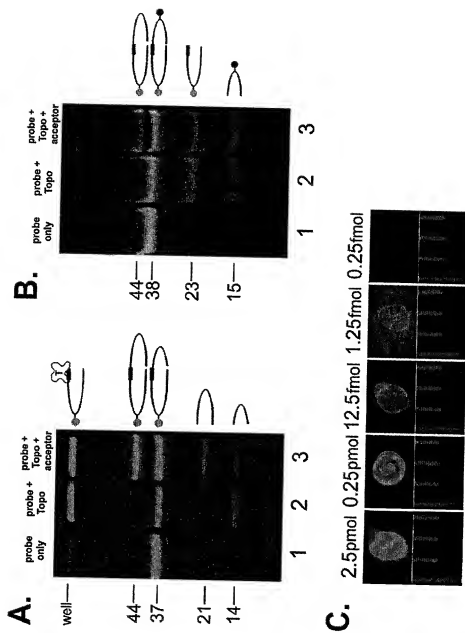 A.
probe only
probe + Topo
probe + Topo + acceptor
well
44
37
21
14
T
1 2 3
B.
probe only
probe + Topo
probe + Topo + acceptor
44
38
23
15
1 2 3
C.
2.5pmol 0.25pmol 12.5fmol 1.25fmol 0.25fmol